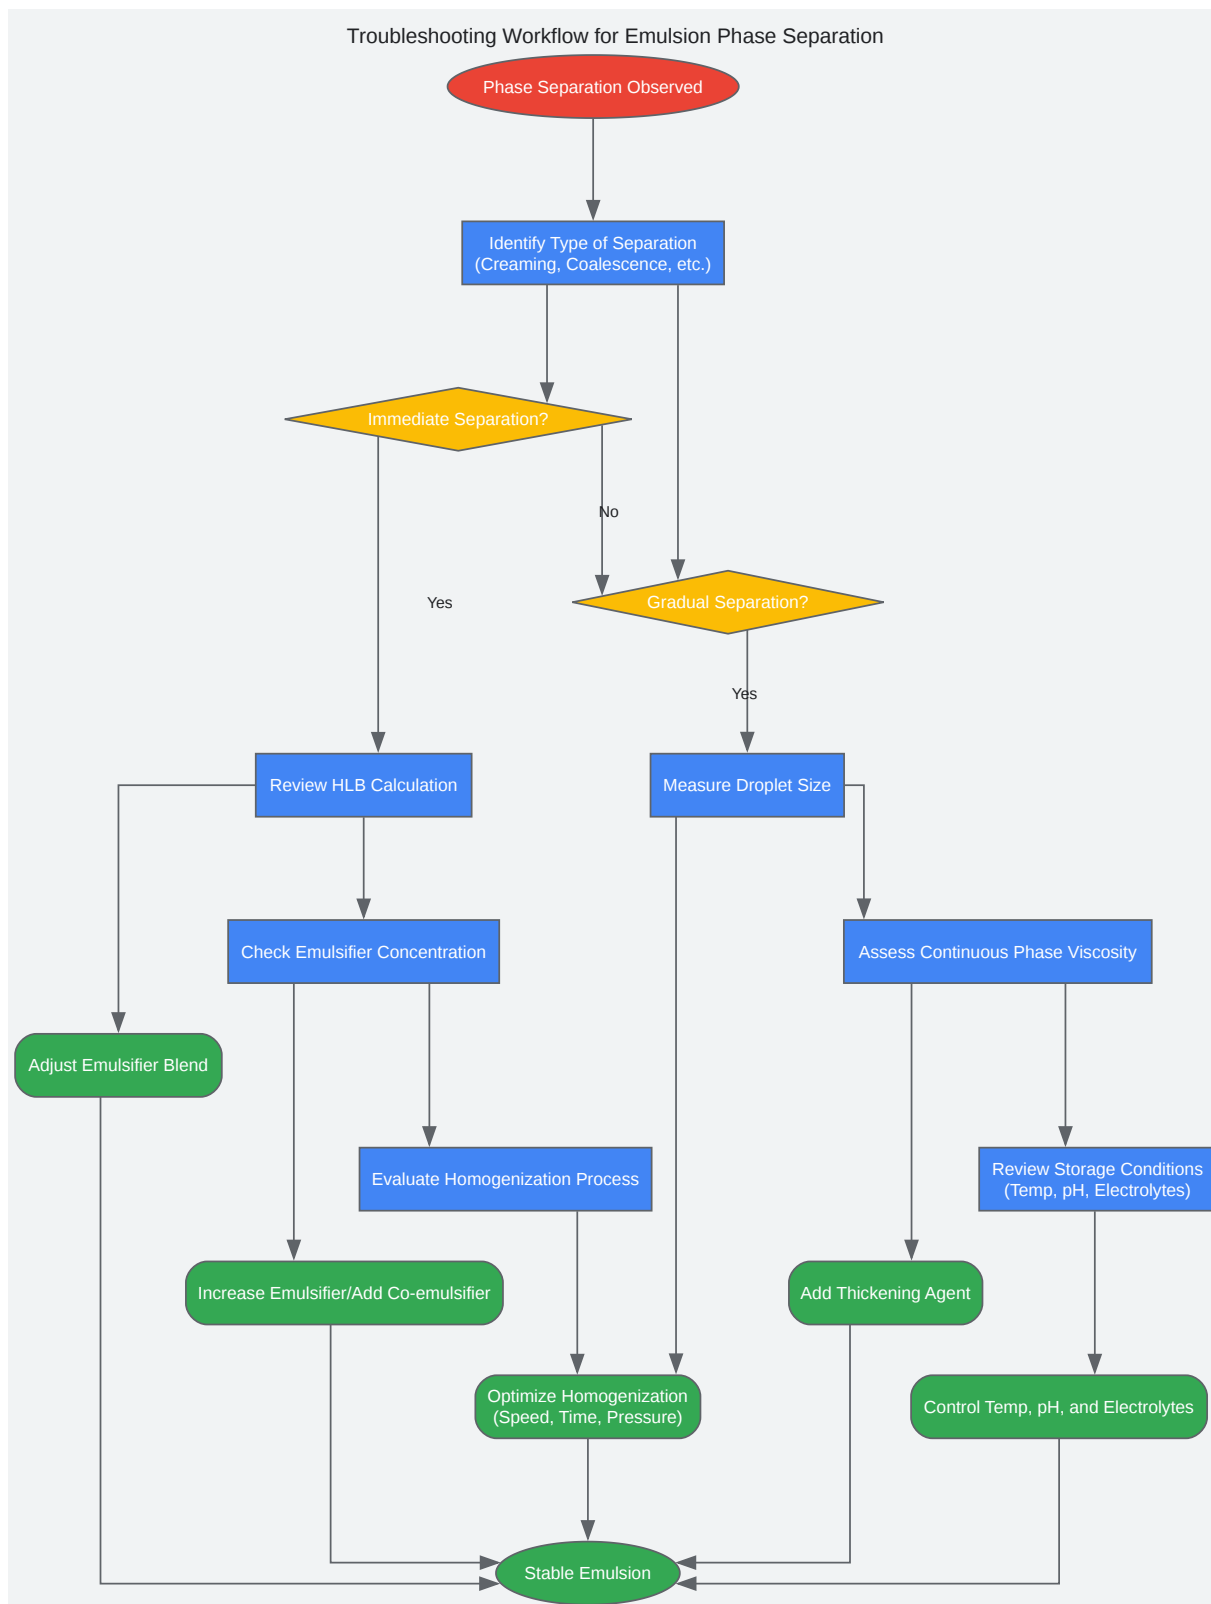 Troubleshooting Workflow for Emulsion Phase Separation
Phase Separation Observed
Identify Type of Separation
(Creaming, Coalescence, etc.)
Immediate Separation?
No
Yes
Gradual Separation?
Yes
Review HLB Calculation
Measure Droplet Size
Check Emulsifier Concentration
Assess Continuous Phase Viscosity
Adjust Emulsifier Blend
Evaluate Homogenization Process
Review Storage Conditions
(Temp, pH, Electrolytes)
Increase Emulsifier/Add Co-emulsifier
Add Thickening Agent
Optimize Homogenization
(Speed, Time, Pressure)
Control Temp, pH, and Electrolytes
Stable Emulsion